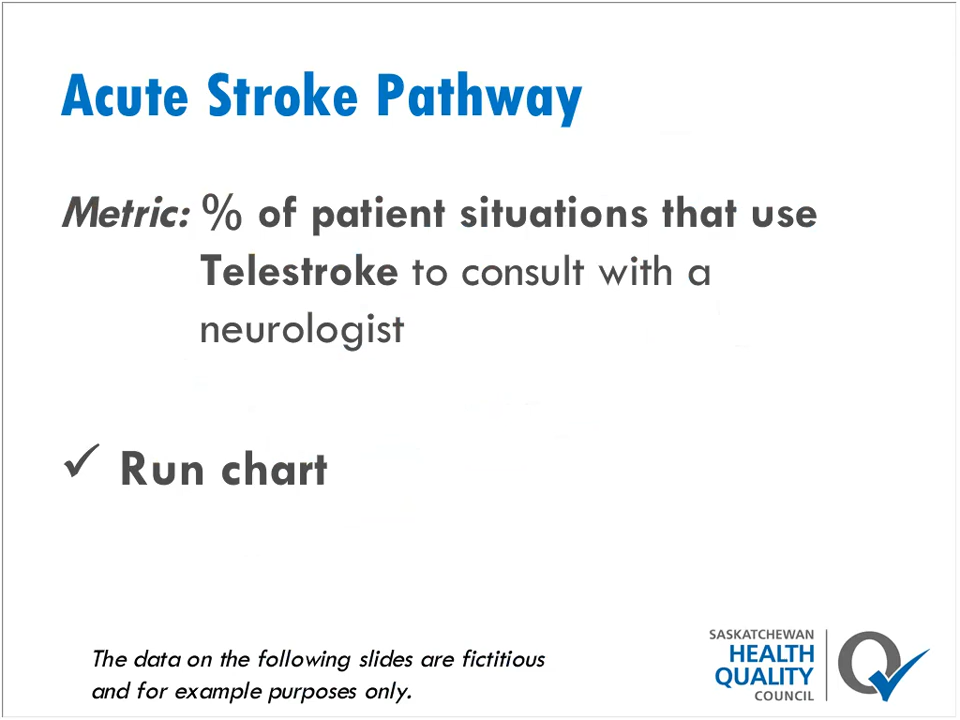 Acute Stroke Pathway
Metric: % of patient situations that use
Telestroke to consult with a
neurologist
✓ Run chart
The data on the following slides are fictitious
and for example purposes only.
SASKATCHEWAN
HEALTH
QUALITY
COUNCIL